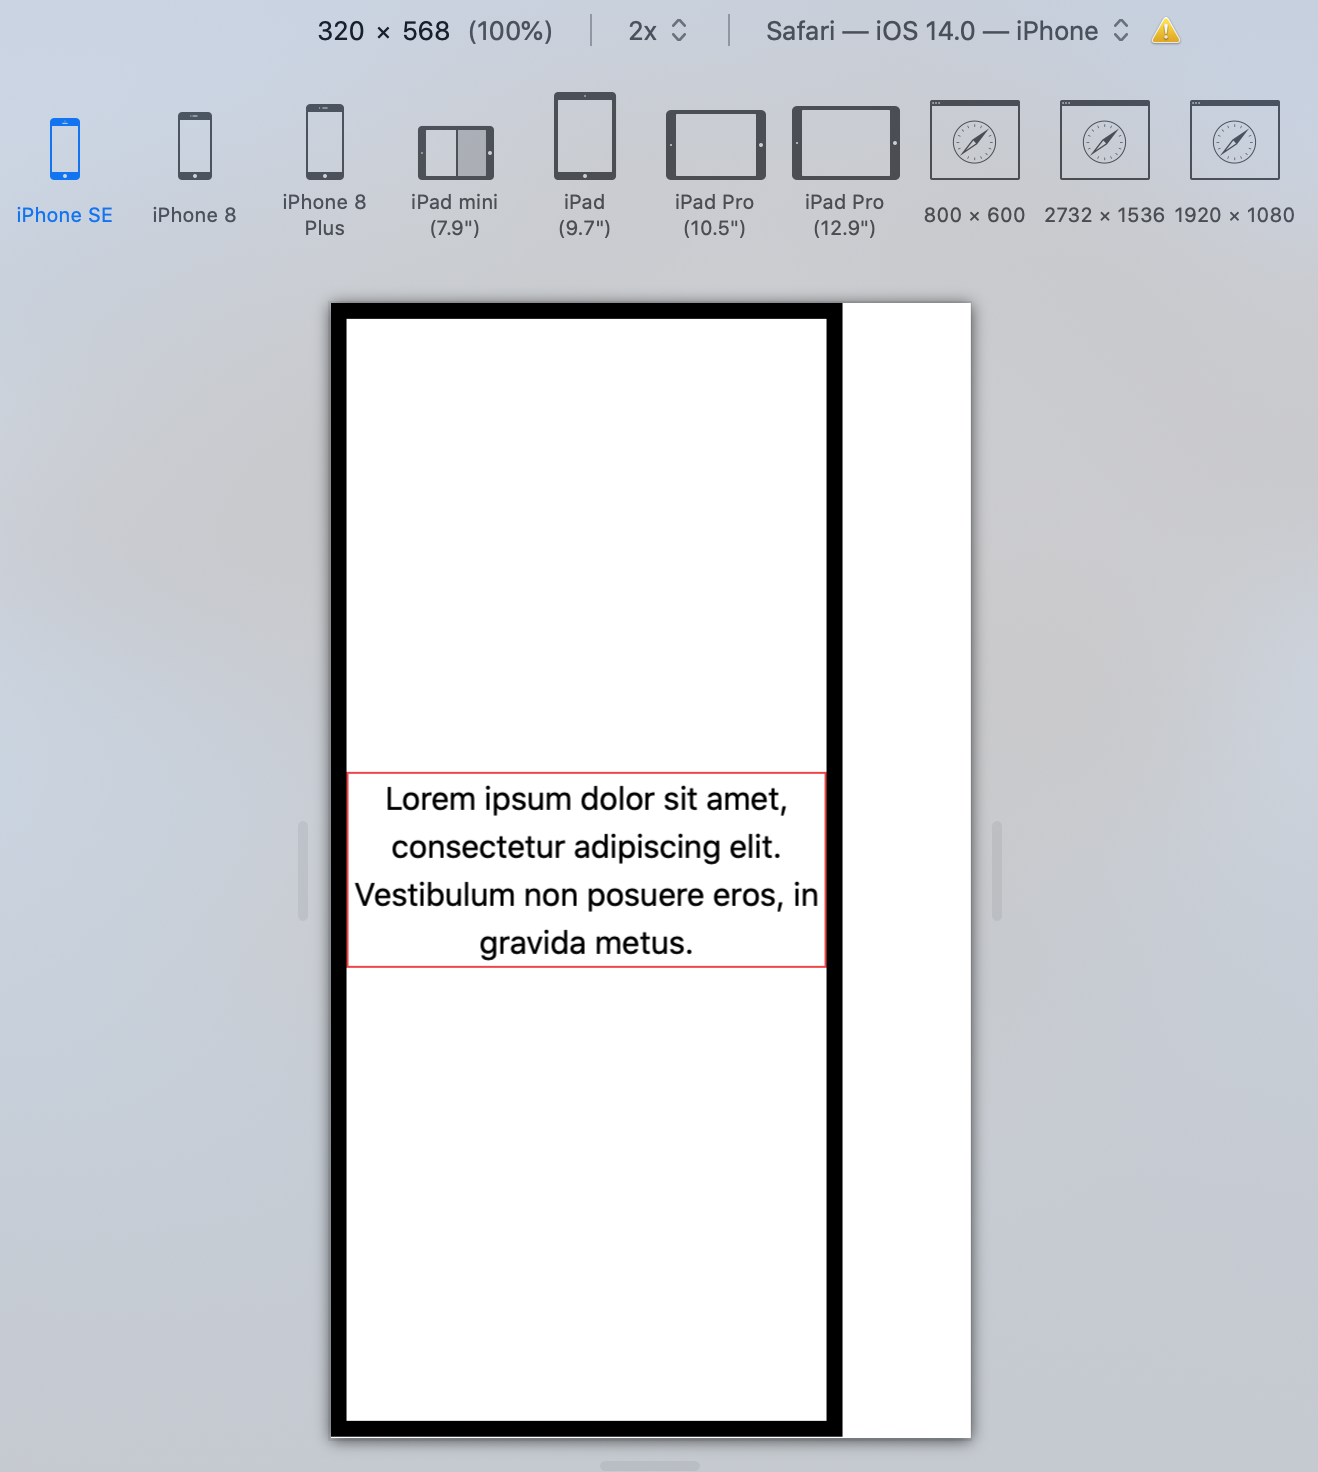 320 × 568 (100%) 2x Safari — iOS 14.0 — iPhone
iPhone SE
iPhone 8
iPhone 8
Plus
iPad mini
(7.9")
iPad
(9.7")
iPad Pro
(10.5")
iPad Pro
(12.9")
800 × 600
2732 × 1536
1920 × 1080
Lorem ipsum dolor sit amet,
consectetur adipiscing elit.
Vestibulum non posuere eros, in
gravida metus.